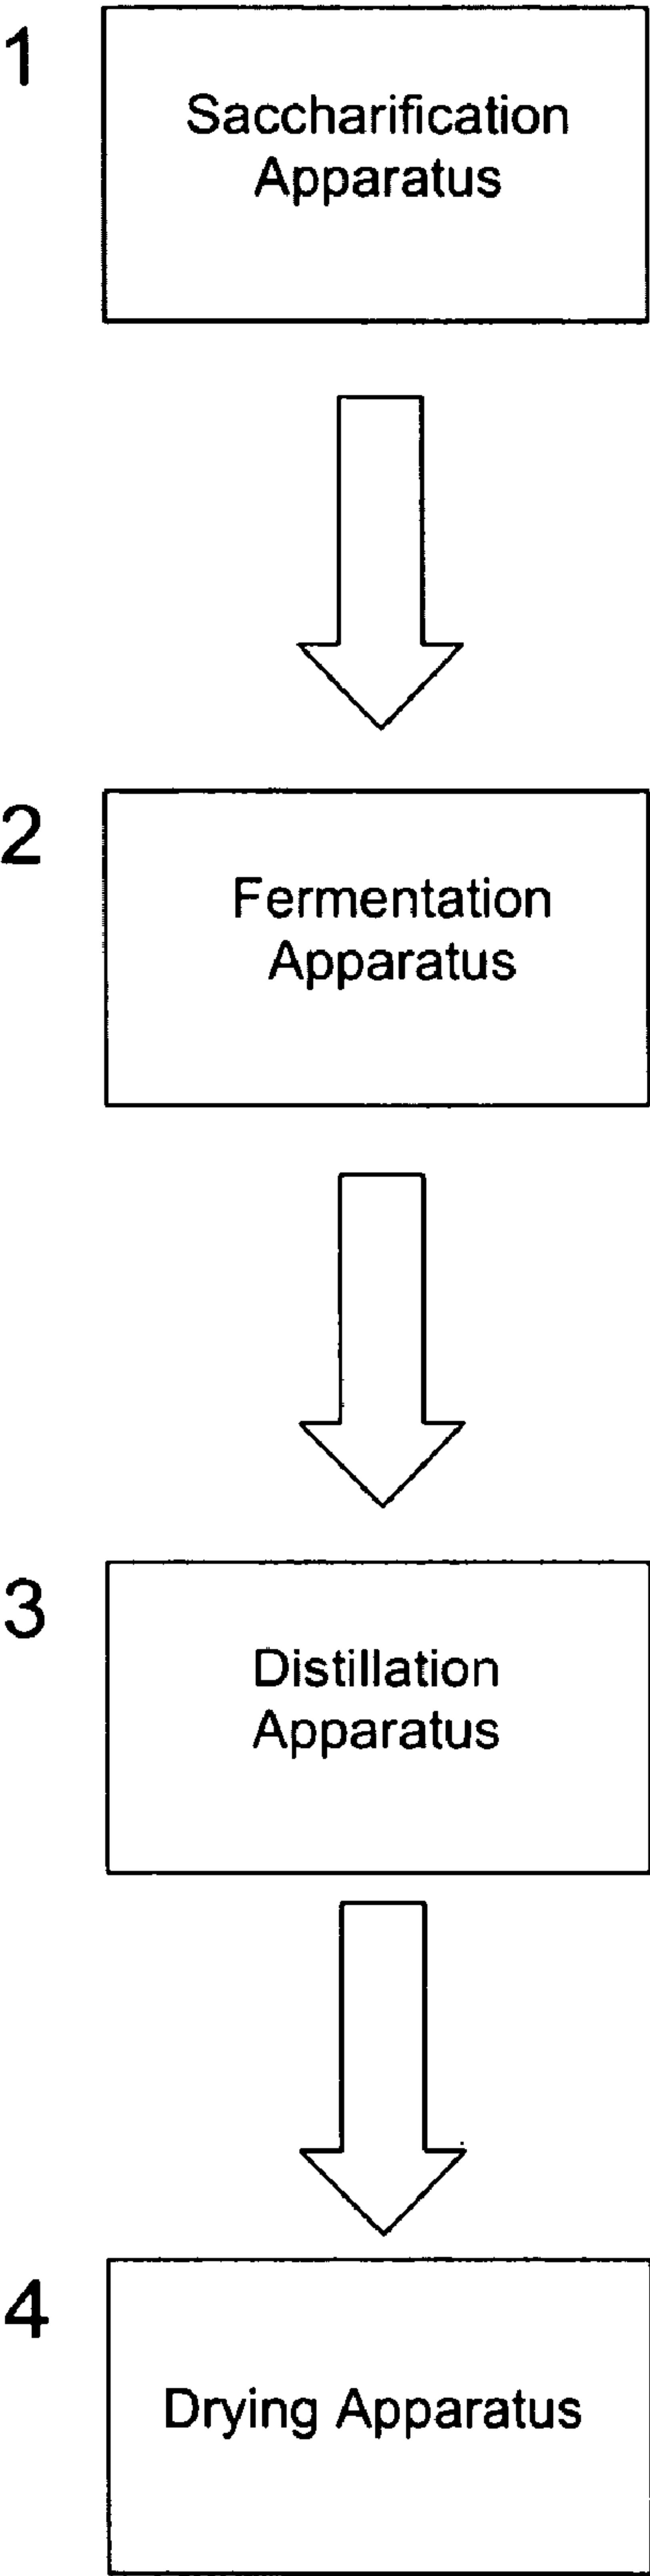 1
Saccharification
Apparatus
2
Fermentation
Apparatus
3
Distillation
Apparatus
4
Drying Apparatus